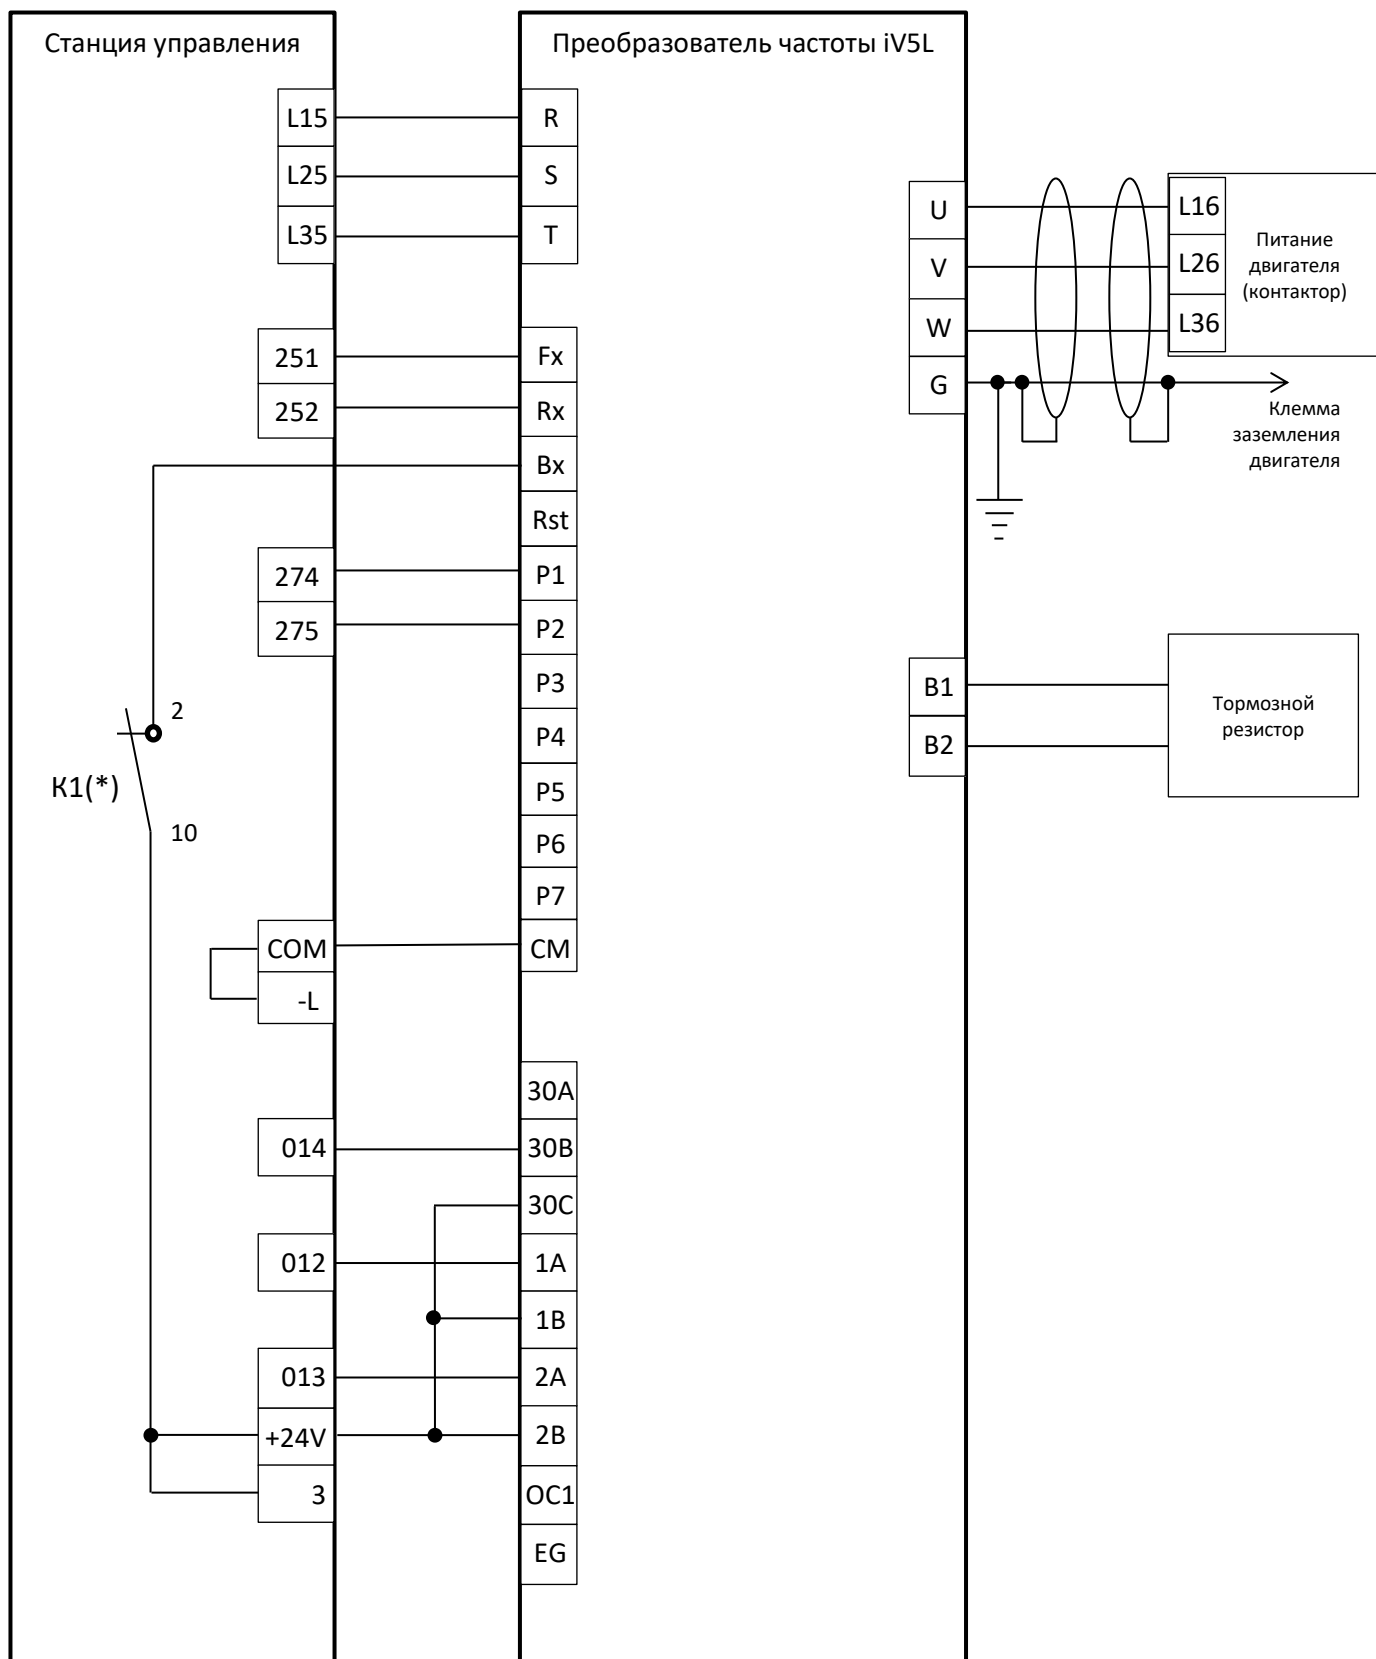 Станция управления
Преобразователь частоты iV5L
L15
R
L25
S
L35
T
U
L16
V
L26
W
L36
G
Питание
двигателя
(контактор)
Клемма
заземления
двигателя
251
Fx
252
Rx
Bx
Rst
274
P1
275
P2
P3
P4
P5
P6
P7
2
К1(*)
10
B1
B2
Тормозной
резистор
COM
CM
-L
30A
014
30B
30C
012
1A
1B
013
2A
+24V
2B
3
OC1
EG